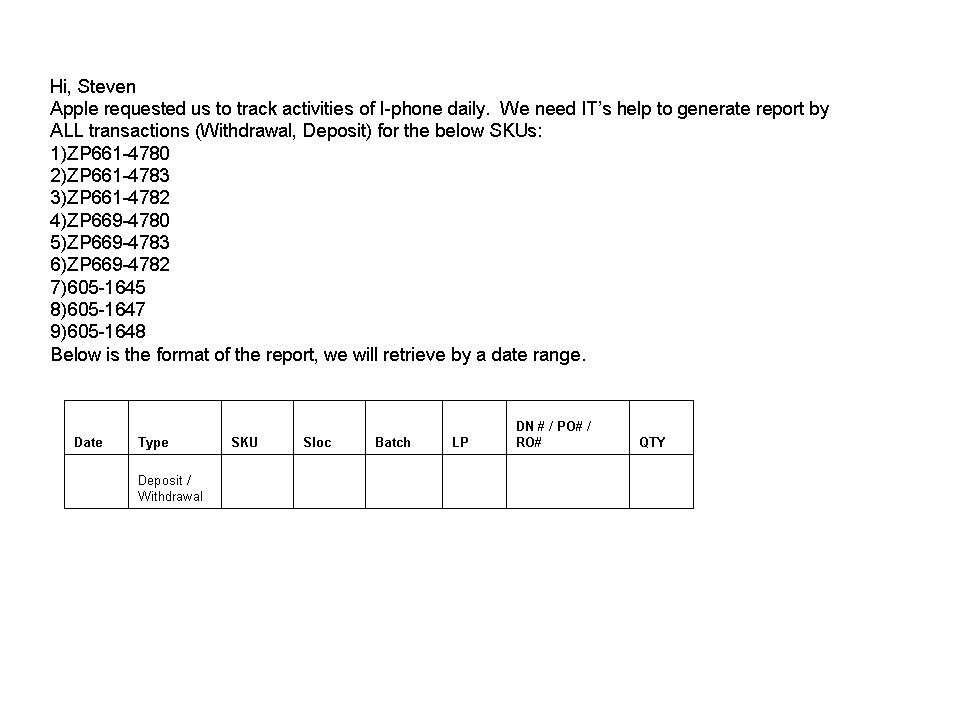 Hi, Steven
Apple requested us to track activities of I-phone daily.  We need IT's help to generate report by
ALL transactions (Withdrawal, Deposit) for the below SKUs:
1)ZP661-4780
2)ZP661-4783
3)ZP661-4782
4)ZP669-4780
5)ZP669-4783
6)ZP669-4782
7)605-1645
8)605-1647
9)605-1648
Below is the format of the report, we will retrieve by a date range.
DN # / PO# /
Date Type SKU Sloc Batch LP RO# QTY
Deposit /
Withdrawal